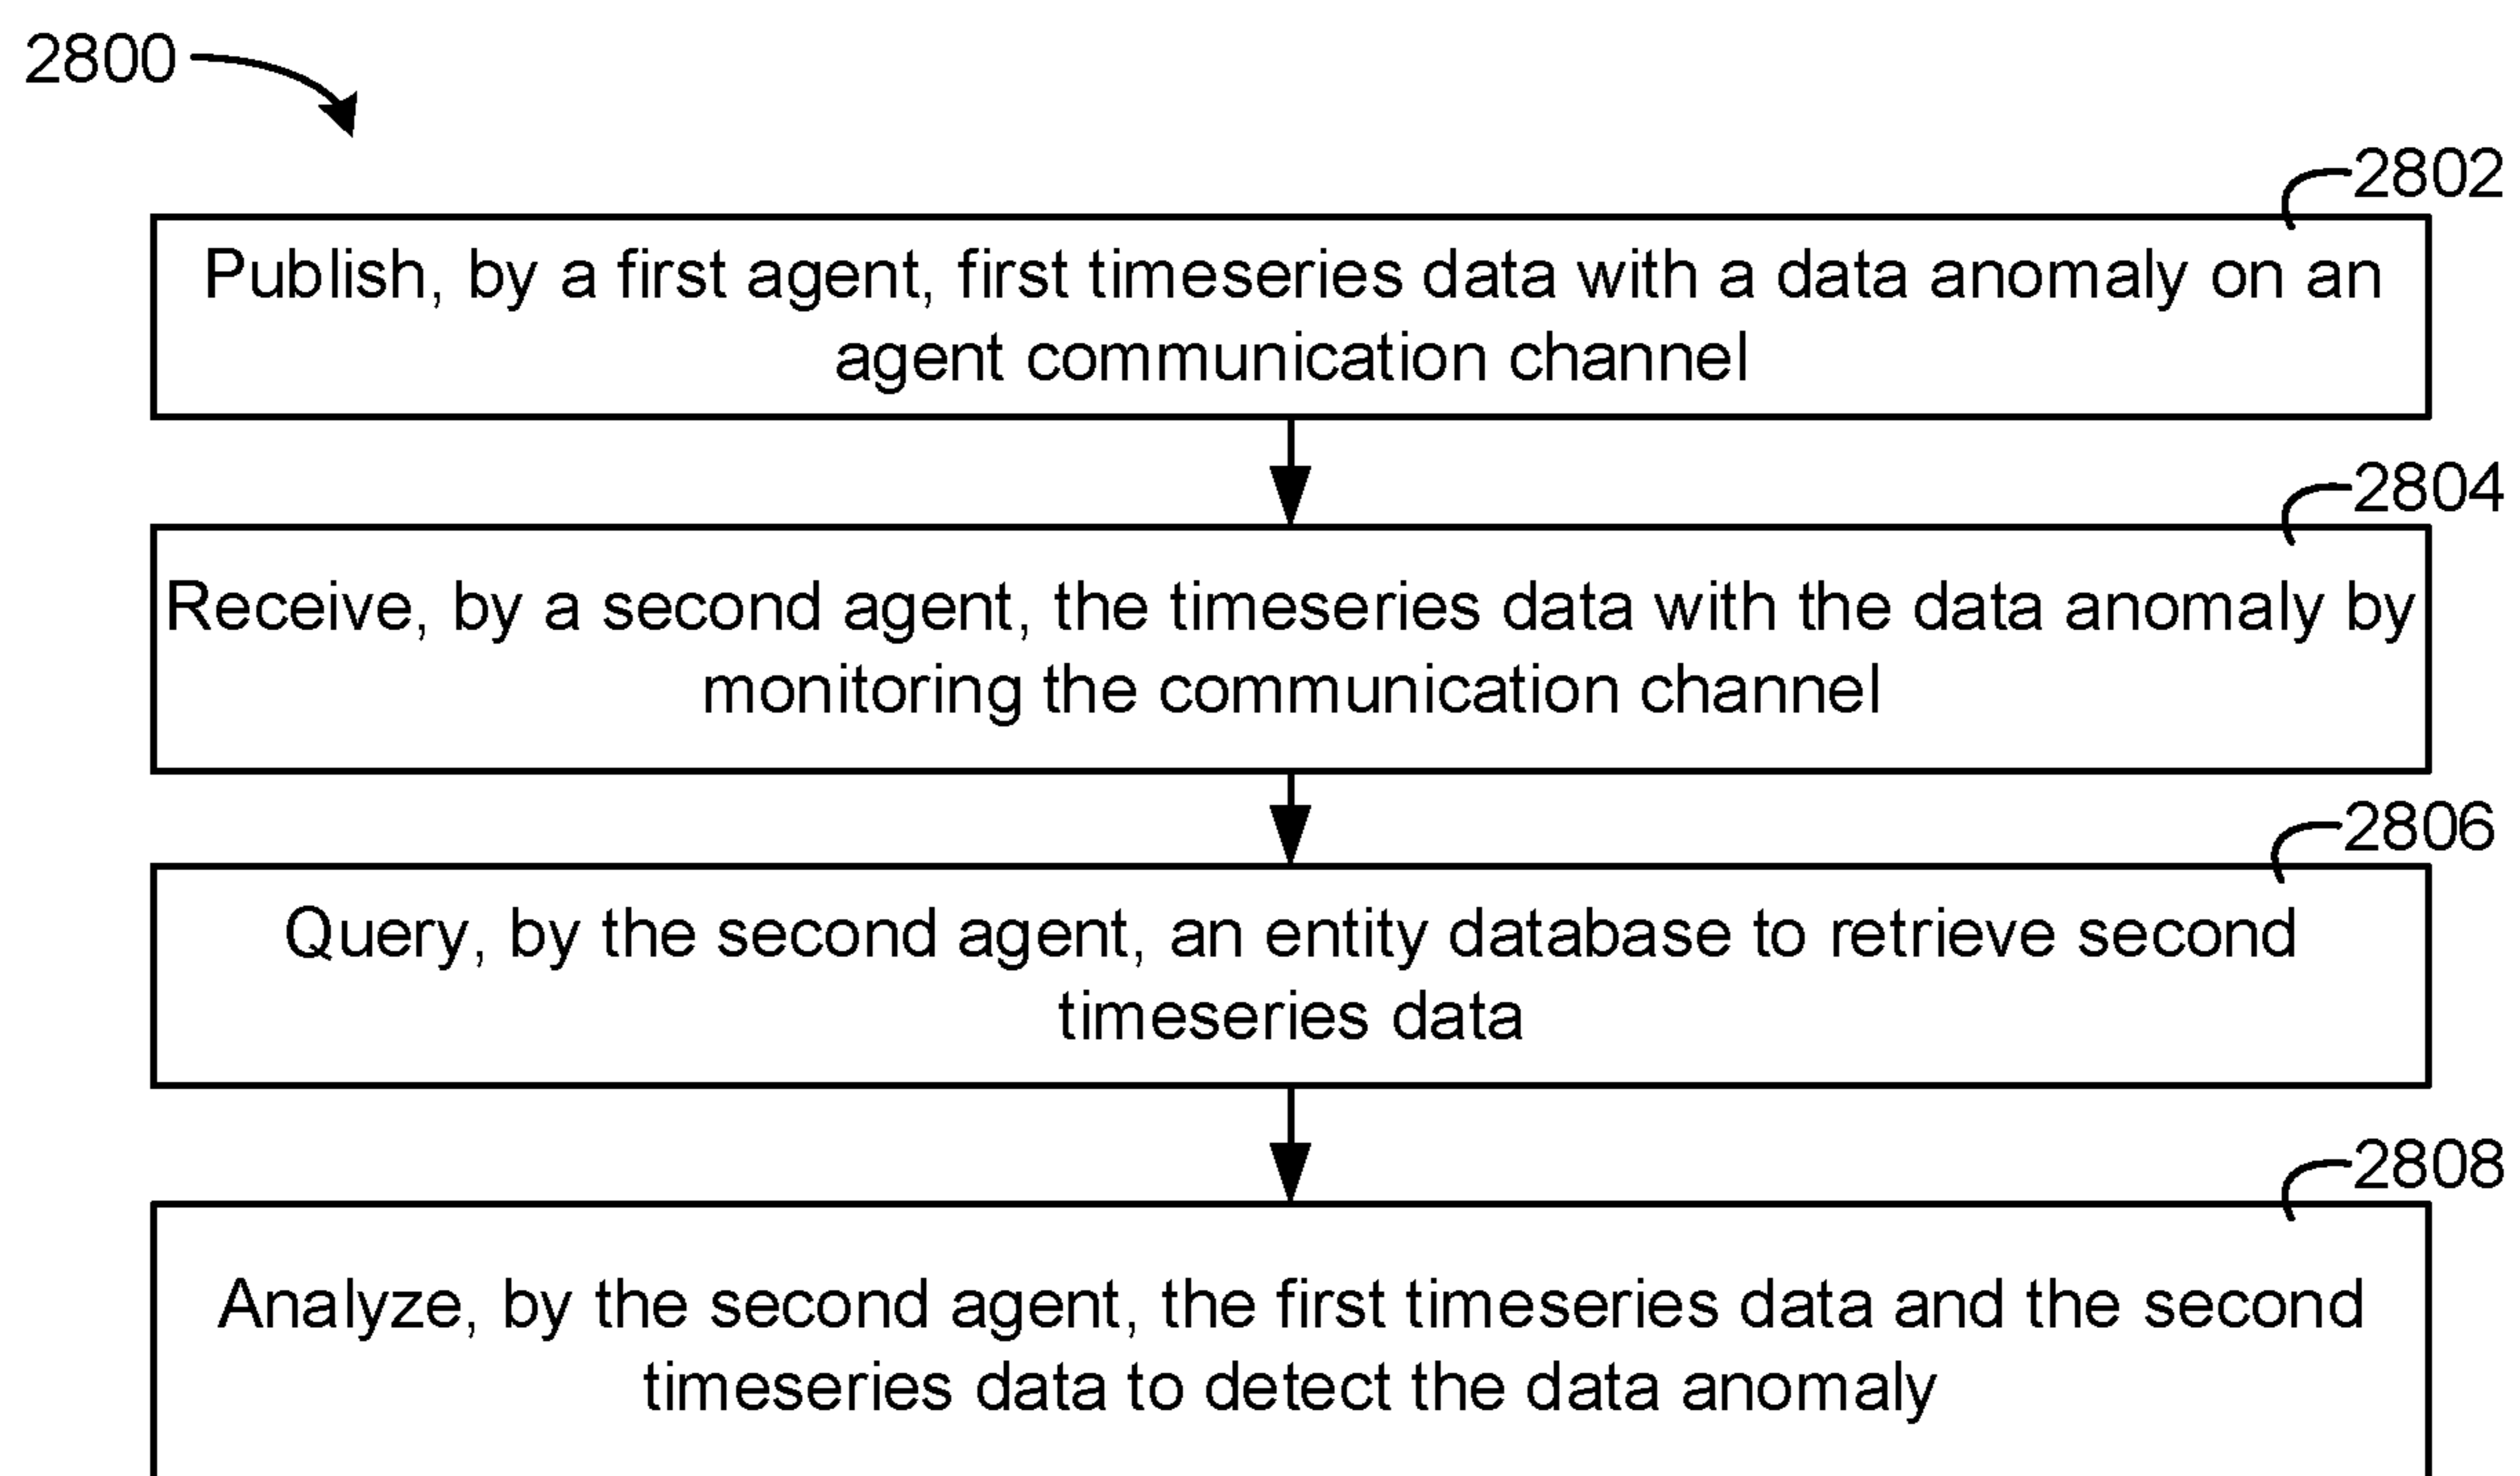 2800
2802
Publish, by a first agent, first timeseries data with a data anomaly on an
agent communication channel
2804
Receive, by a second agent, the timeseries data with the data anomaly by
monitoring the communication channel
2806
Query, by the second agent, an entity database to retrieve second
timeseries data
2808
Analyze, by the second agent, the first timeseries data and the second
timeseries data to detect the data anomaly